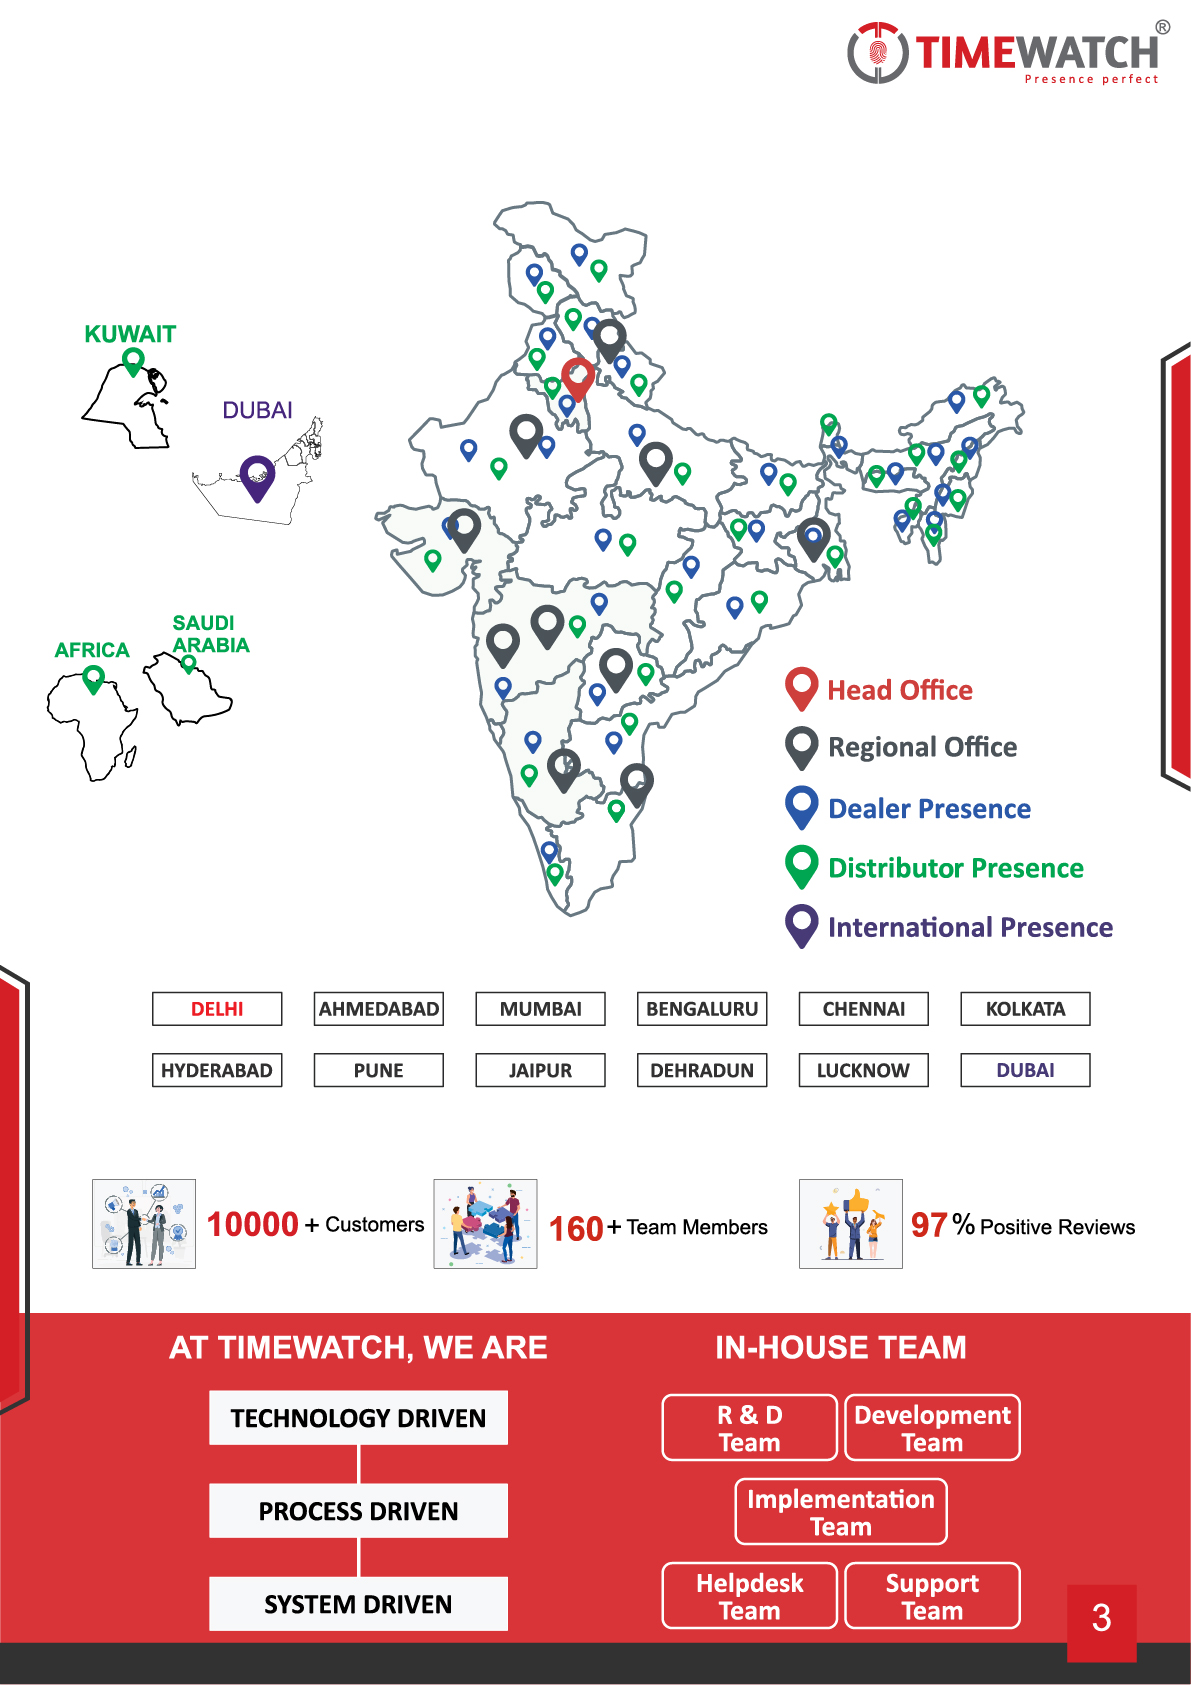 TIMEWATCH®
Presence perfect
KUWAIT
DUBAI
AFRICA
SAUDI
ARABIA
Head Office
Regional Office
Dealer Presence
Distributor Presence
International Presence
DELHI
AHMEDABAD
MUMBAI
BENGALURU
CHENNAI
KOLKATA
HYDERABAD
PUNE
JAIPUR
DEHRADUN
LUCKNOW
DUBAI
10000 + Customers
160 + Team Members
97 % Positive Reviews
AT TIMEWATCH, WE ARE
TECHNOLOGY DRIVEN
PROCESS DRIVEN
SYSTEM DRIVEN
IN-HOUSE TEAM
R & D
Team
Development
Team
Implementation
Team
Helpdesk
Team
Support
Team
3